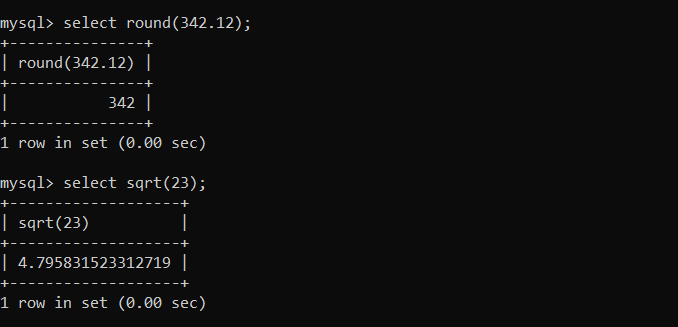 mysql> select round(342.12);
+---------------+
| round(342.12) |
+---------------+
|           342 |
+---------------+
1 row in set (0.00 sec)

mysql> select sqrt(23);
+-------------------+
| sqrt(23)          |
+-------------------+
| 4.795831523312719 |
+-------------------+
1 row in set (0.00 sec)